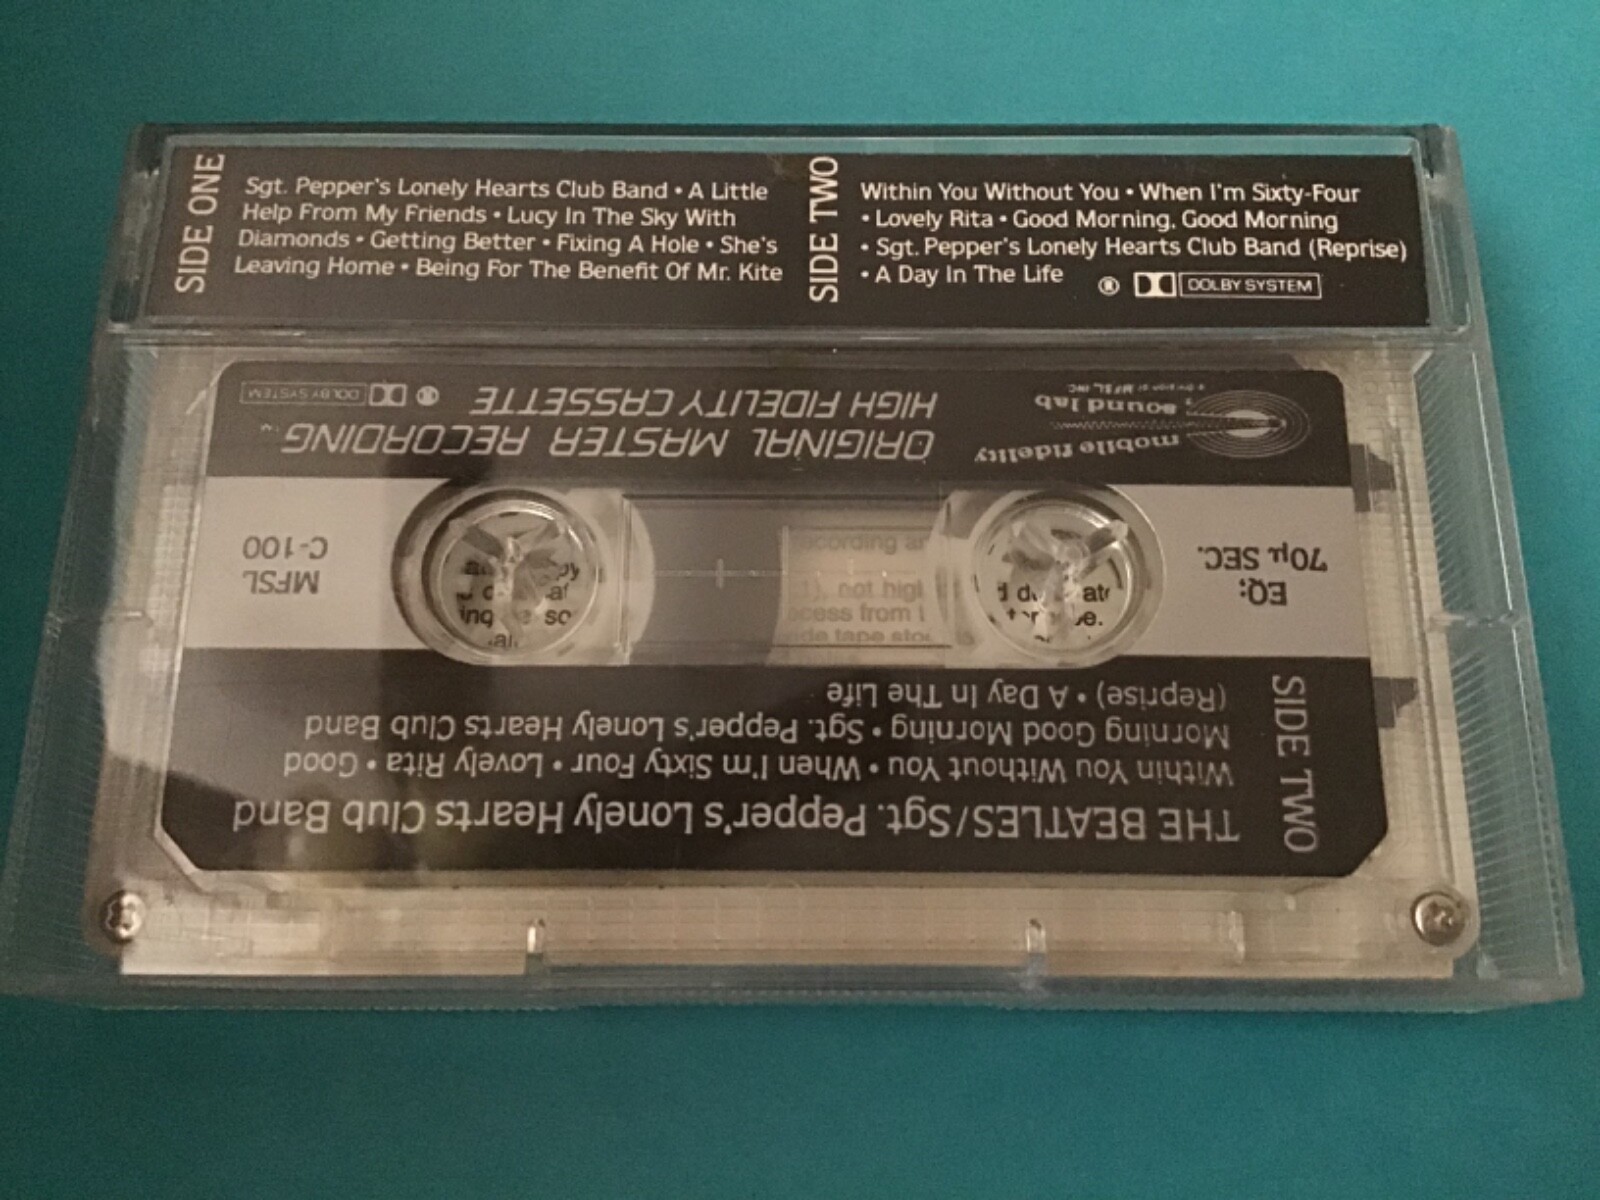 SIDE ONE
Sgt. Pepper's Lonely Hearts Club Band • A Little
Help From My Friends • Lucy In The Sky With
Diamonds • Getting Better • Fixing A Hole • She's
Leaving Home • Being For The Benefit Of Mr. Kite
SIDE TWO
Within You Without You • When I'm Sixty-Four
• Lovely Rita • Good Morning, Good Morning
• Sgt. Pepper's Lonely Hearts Club Band (Reprise)
• A Day In The Life
DOLBY SYSTEM
SIDE TWO
THE BEATLES/Sgt. Pepper's Lonely Hearts Club Band
Within You Without You • When I'm Sixty Four • Lovely Rita • Good
Morning Good Morning • Sgt. Pepper's Lonely Hearts Club Band
(Reprise) • A Day In The Life
EQ:
70µ SEC.
MFSL
C-100
mobile fidelity
sound lab
ORIGINAL MASTER RECORDING
HIGH FIDELITY CASSETTE
DOLBY SYSTEM
not high
from
tape